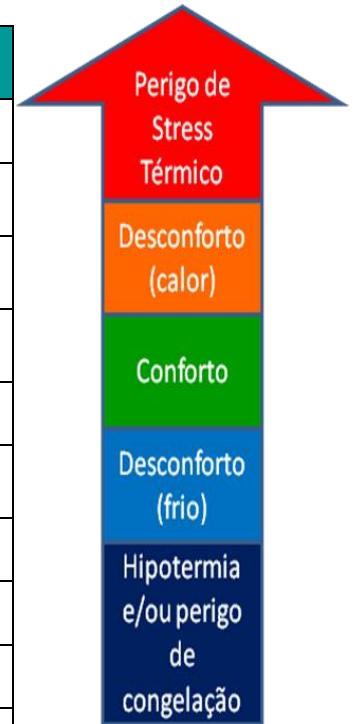 Perigo de
Stress
Térmico
Desconforto
(calor)
Conforto
Desconforto
(frio)
Hipotermia
e/ou perigo
de
congelação